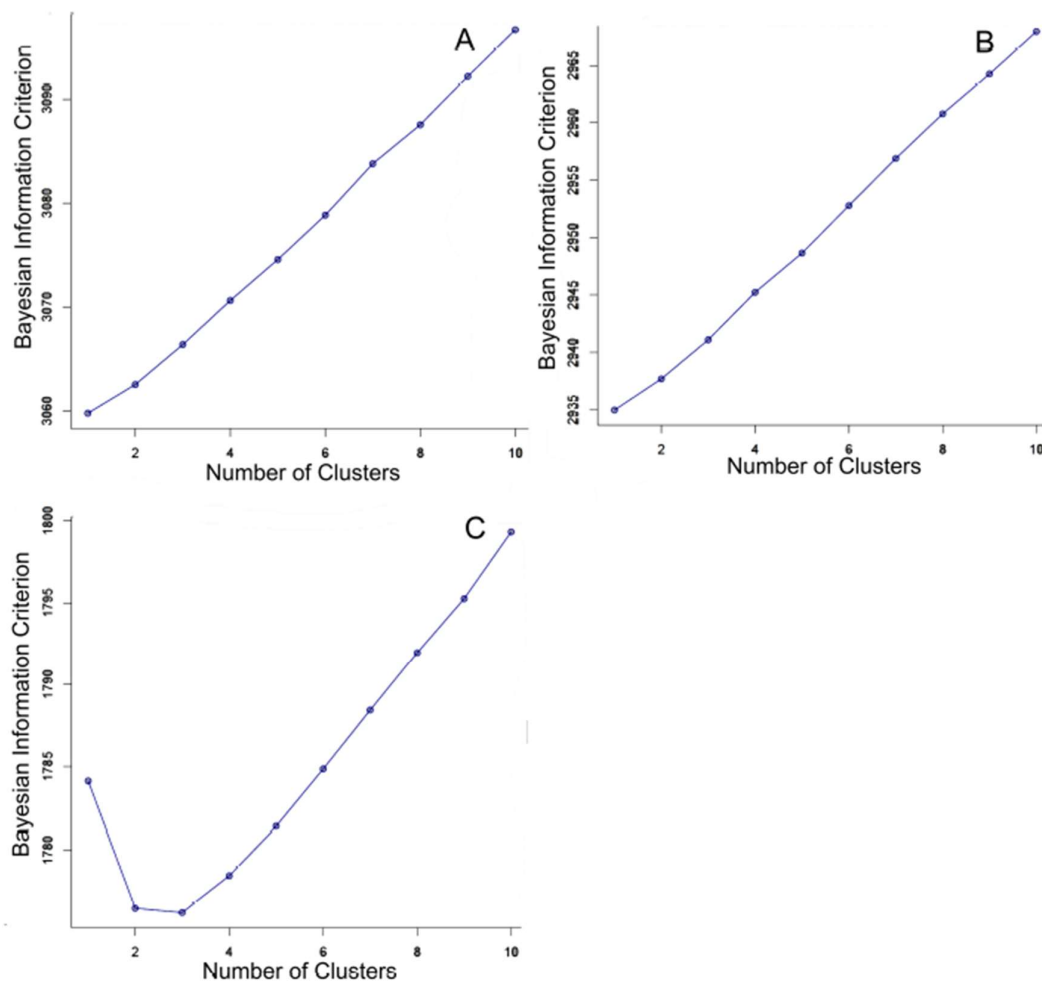 A
Bayesian Information Criterion
3090
3080
3070
3060
2 4 6 8 10
Number of Clusters
B
Bayesian Information Criterion
2965
2960
2955
2950
2945
2940
2935
2 4 6 8 10
Number of Clusters
C
Bayesian Information Criterion
1800
1795
1790
1785
1780
2 4 6 8 10
Number of Clusters